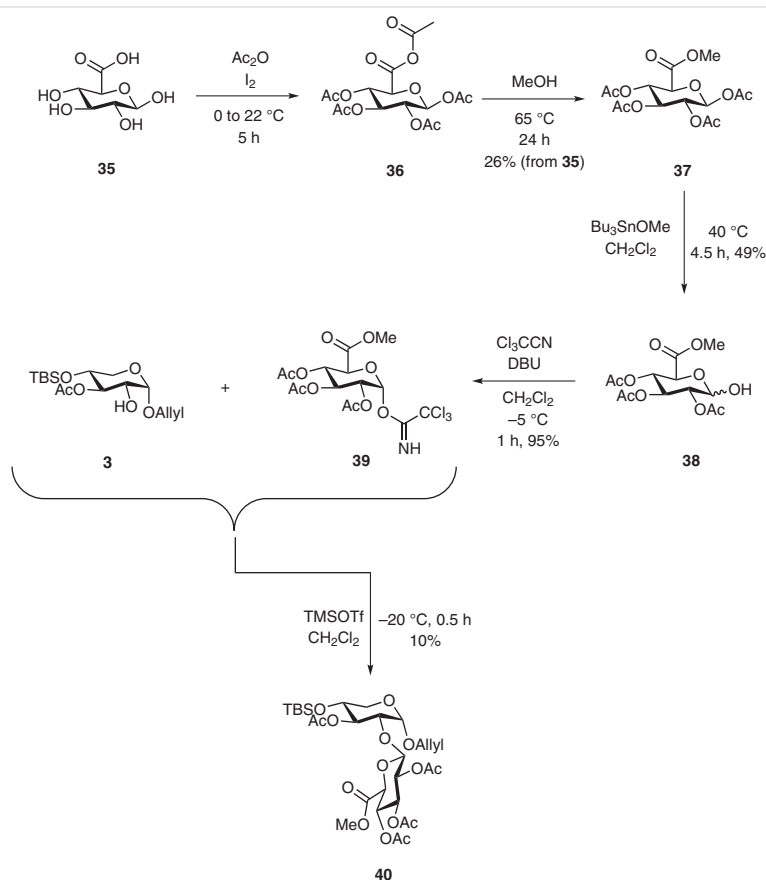 O
OH
O
HO
HO
OH
OH
35
Ac2O
I2
0 to 22 °C
5 h
O
O
O
O
AcO
AcO
OAc
OAc
36
MeOH
65 °C
24 h
26% (from 35)
O
OMe
O
AcO
AcO
OAc
OAc
37
Bu3SnOMe
CH2Cl2
40 °C
4.5 h, 49%
O
TBSO
AcO
HO
OAllyl
3
+
O
OMe
O
AcO
AcO
AcO
O
CCl3
NH
39
Cl3CCN
DBU
CH2Cl2
–5 °C
1 h, 95%
O
OMe
O
AcO
AcO
OAc
OH
38
TMSOTf
CH2Cl2
–20 °C, 0.5 h
10%
O
TBSO
AcO
O
OAllyl
O
OAc
O
MeO
OAc
OAc
40